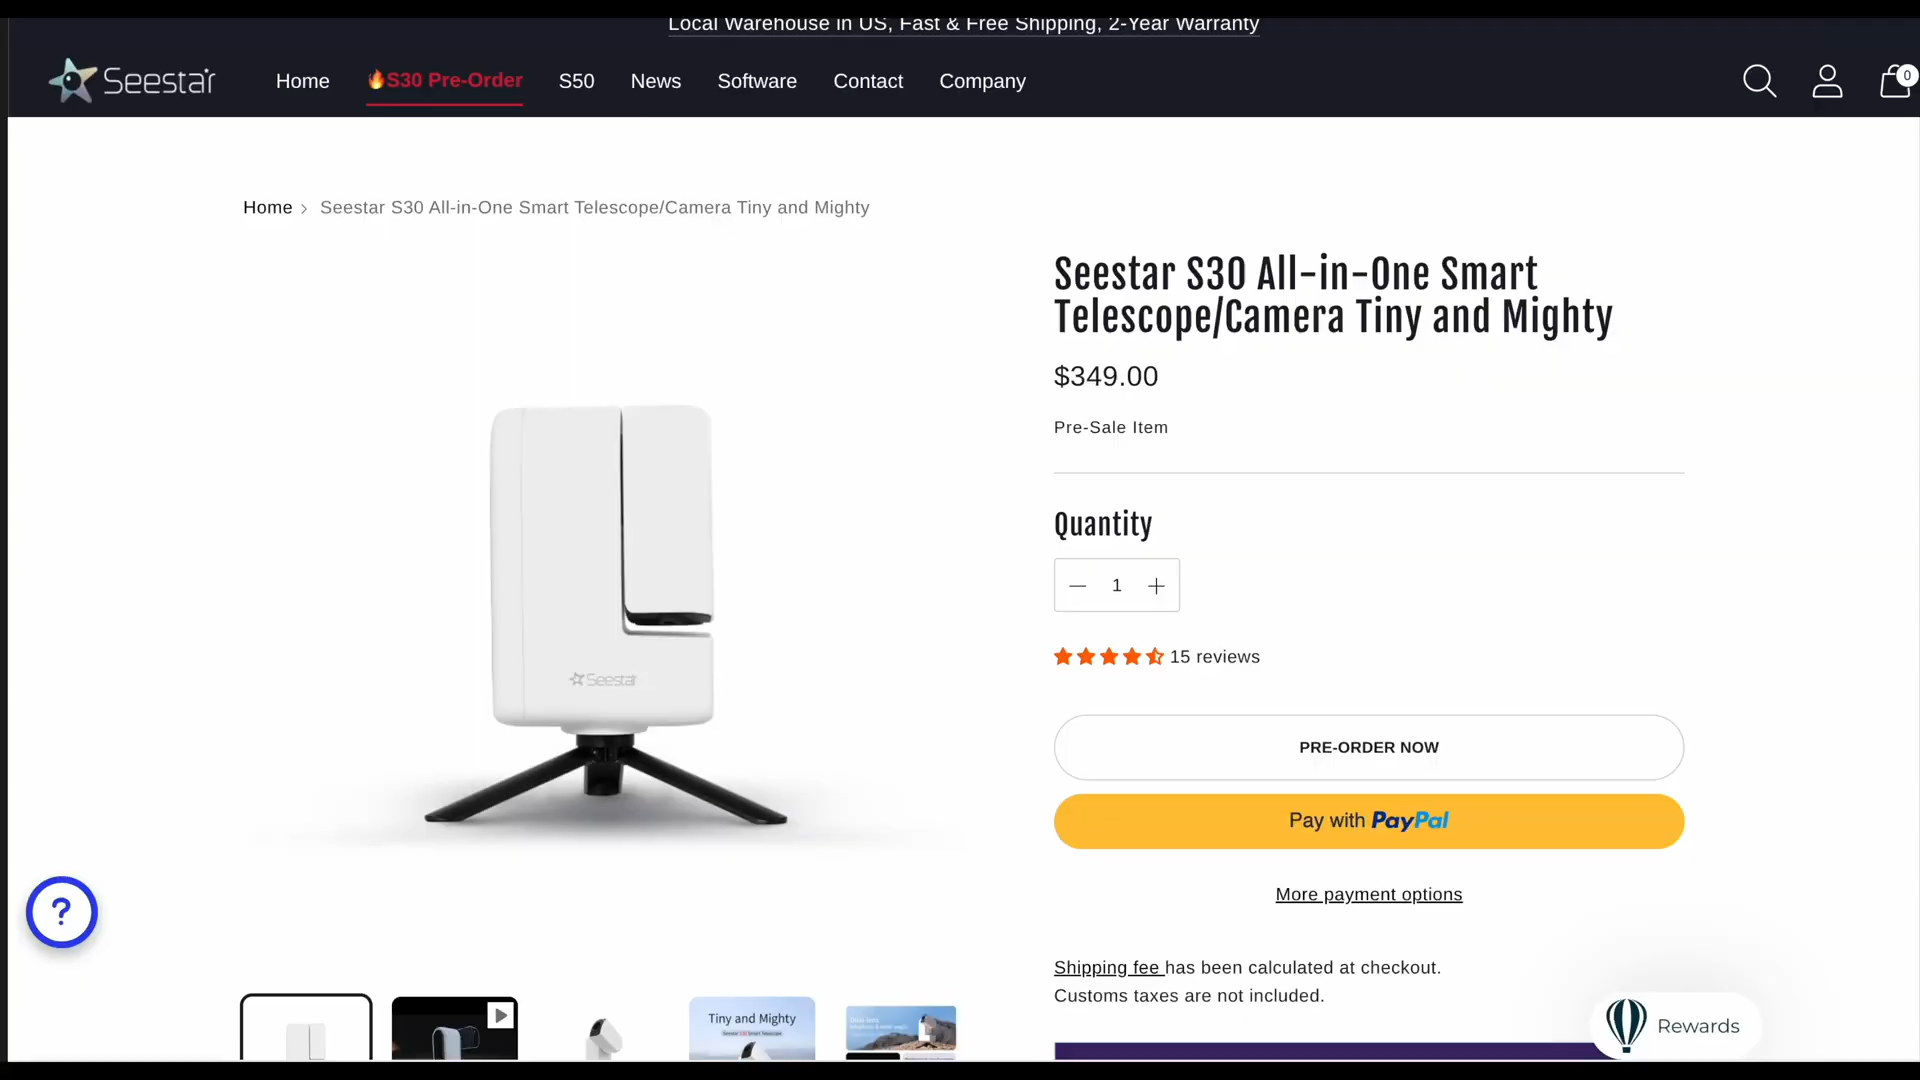 Local Warehouse in US, Fast & Free Shipping, 2-Year Warranty
Seestar
Home
🔥S30 Pre-Order
S50
News
Software
Contact
Company
0
Home › Seestar S30 All-in-One Smart Telescope/Camera Tiny and Mighty
Seestar S30 All-in-One Smart
Telescope/Camera Tiny and Mighty
$349.00
Pre-Sale Item
Quantity
— 1 +
15 reviews
PRE-ORDER NOW
Pay with PayPal
More payment options
Shipping fee has been calculated at checkout.
Customs taxes are not included.
Seestar
?
Tiny and Mighty
Seestar S30 Smart Telescope
Rewards